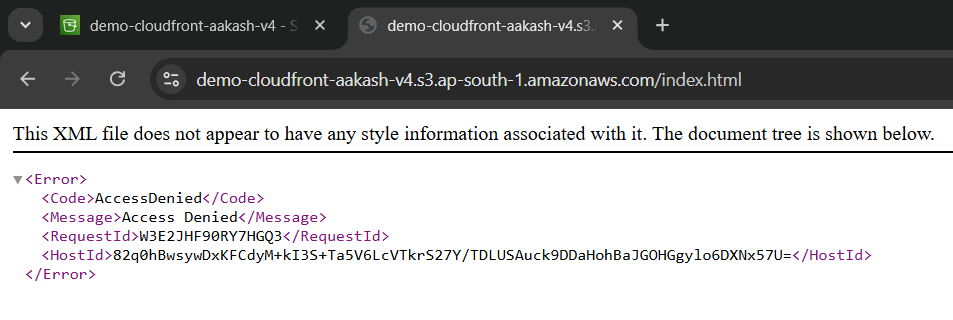 demo-cloudfront-aakash-v4 - S
demo-cloudfront-aakash-v4.s3.
demo-cloudfront-aakash-v4.s3.ap-south-1.amazonaws.com/index.html
This XML file does not appear to have any style information associated with it. The document tree is shown below.
<Error>
<Code>AccessDenied</Code>
<Message>Access Denied</Message>
<RequestId>W3E2JHF90RY7HGQ3</RequestId>
<HostId>82q0hBwsywDxKFCdyM+kI3S+Ta5V6LcVTkrS27Y/TDLUSAuck9DDaHohBaJGOHGgylo6DXNx57U=</HostId>
</Error>